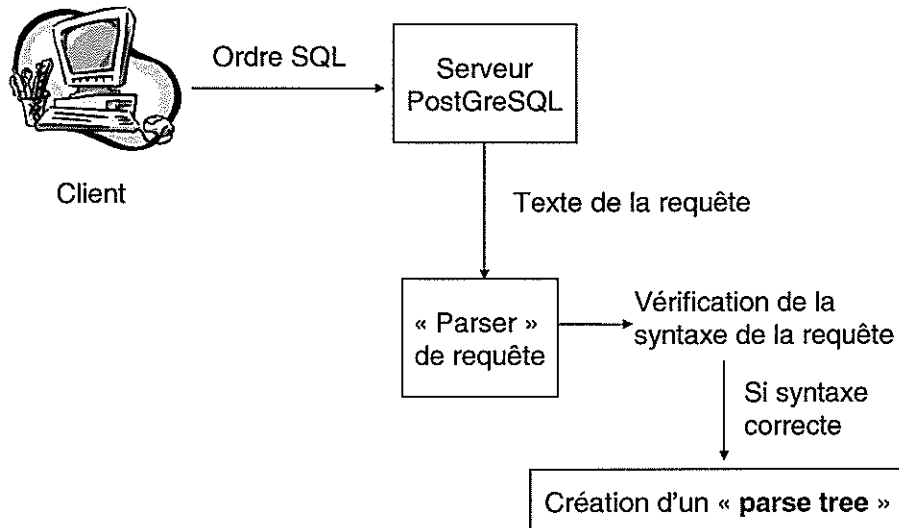 Ordre SQL
Serveur
PostGreSQL
Client
Texte de la requête
« Parser »
de requête
Vérification de la
syntaxe de la requête
Si syntaxe
correcte
Création d'un « parse tree »